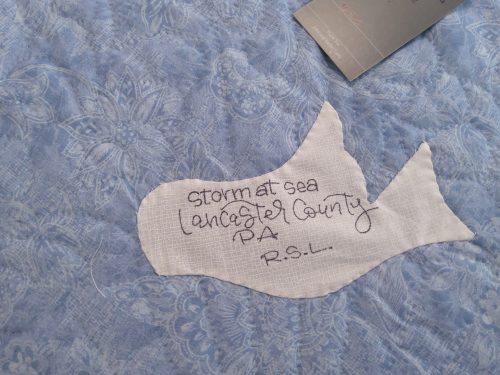 storm at sea
Lancaster County
PA
R.S.L.